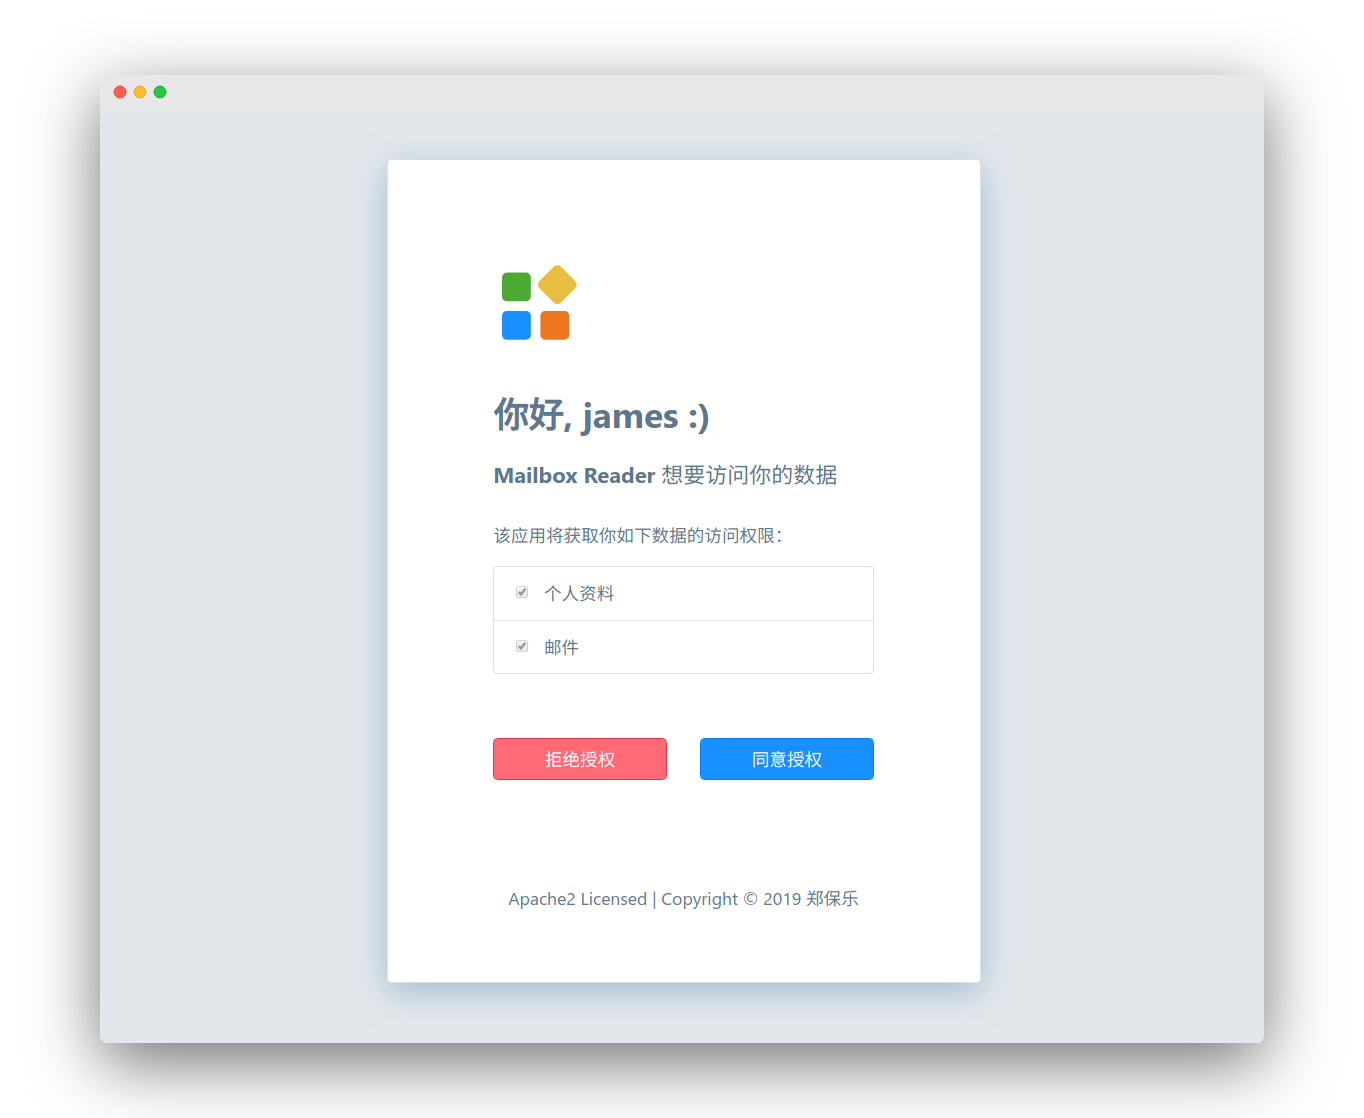 你好, james :)
Mailbox Reader 想要访问你的数据
该应用将获取你如下数据的访问权限：
个人资料
邮件
拒绝授权 同意授权
Apache2 Licensed | Copyright © 2019 郑保乐